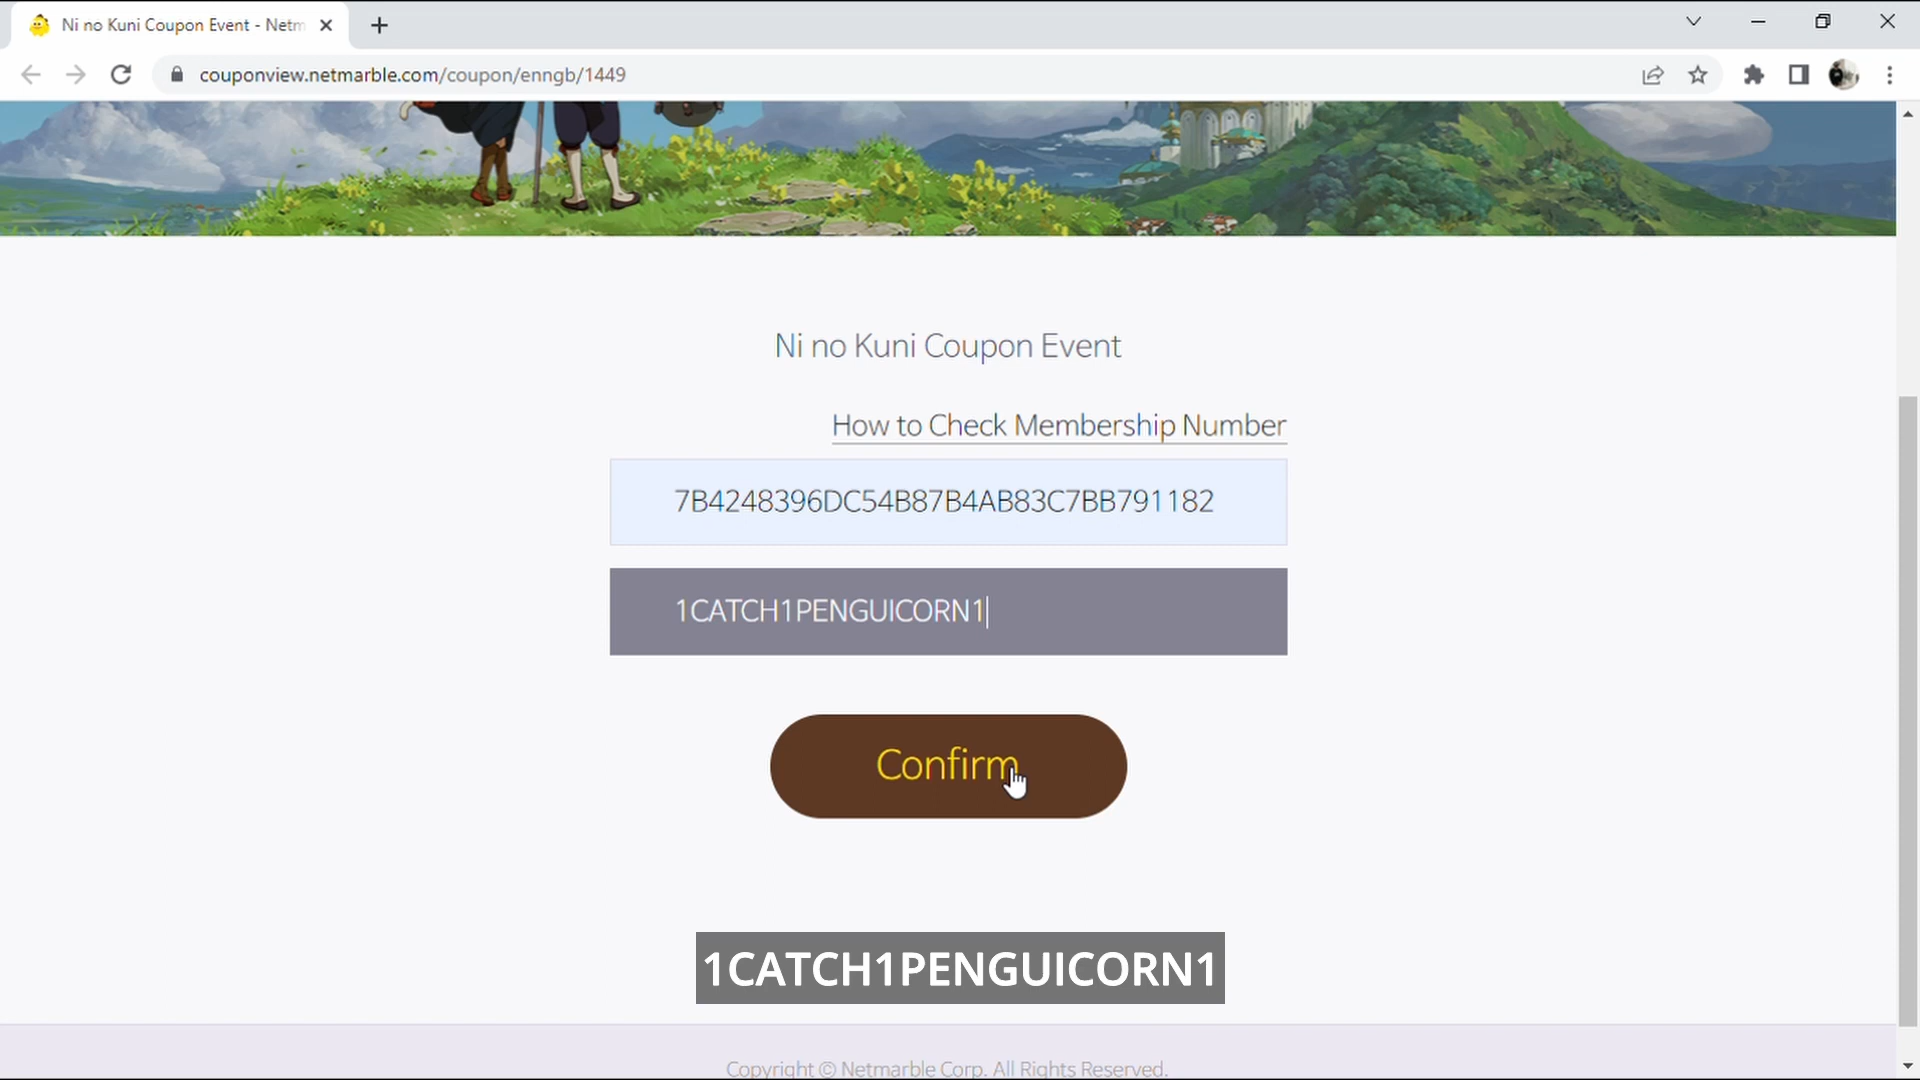 Ni no Kuni Coupon Event - Netm
couponview.netmarble.com/coupon/enngb/1449
Ni no Kuni Coupon Event
How to Check Membership Number
7B4248396DC54B87B4AB83C7BB791182
1CATCH1PENGUICORN1
Confirm
1CATCH1PENGUICORN1
Copyright © Netmarble Corp. All Rights Reserved.